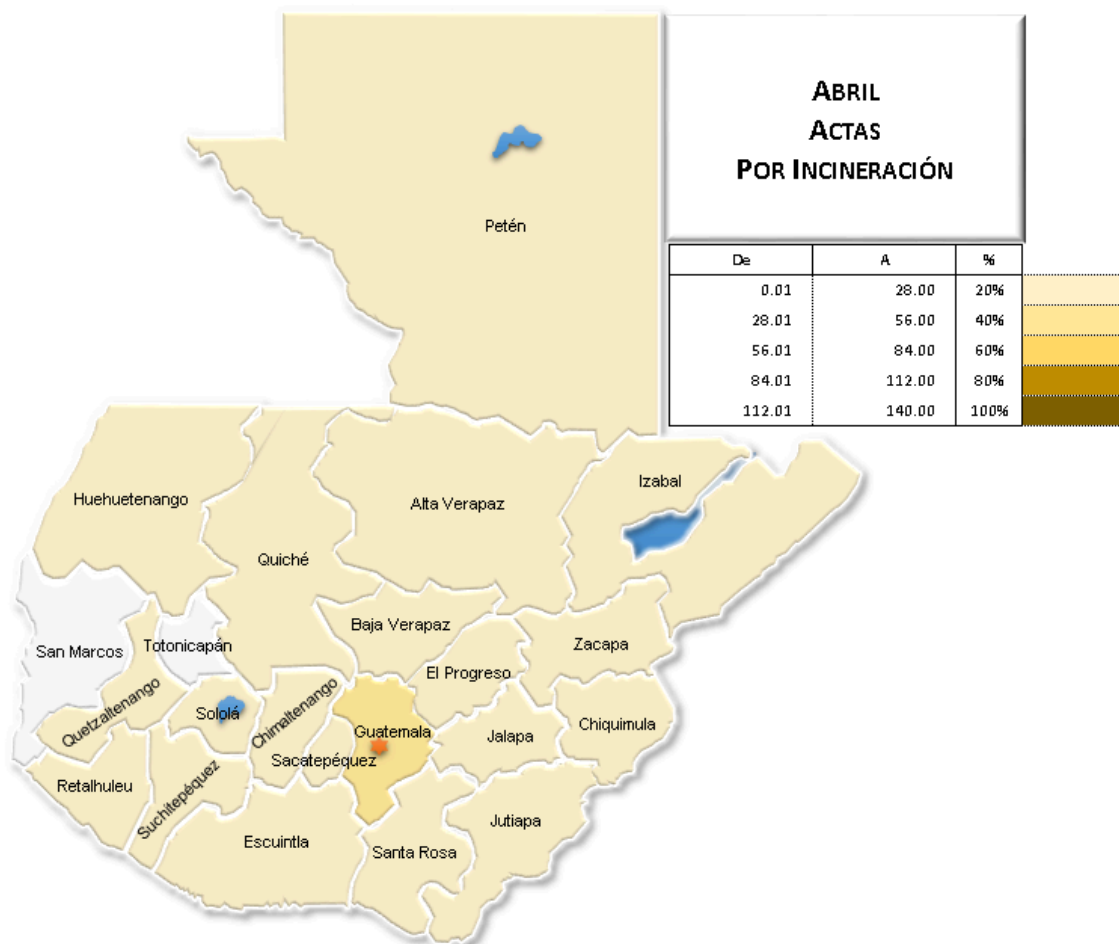 ABRIL
ACTAS
POR INCINERACIÓN
De A %
0.01 28.00 20%
28.01 56.00 40%
56.01 84.00 60%
84.01 112.00 80%
112.01 140.00 100%
Petén
Huehuetenango
Quiché
Alta Verapaz
Izabal
San Marcos
Totonicapán
Baja Verapaz
Zacapa
El Progreso
Quetzaltenango
Sololá
Chimaltenango
Guatemala
Jalapa
Chiquimula
Sacatepéquez
Retalhuleu
Suchitepéquez
Escuintla
Santa Rosa
Jutiapa